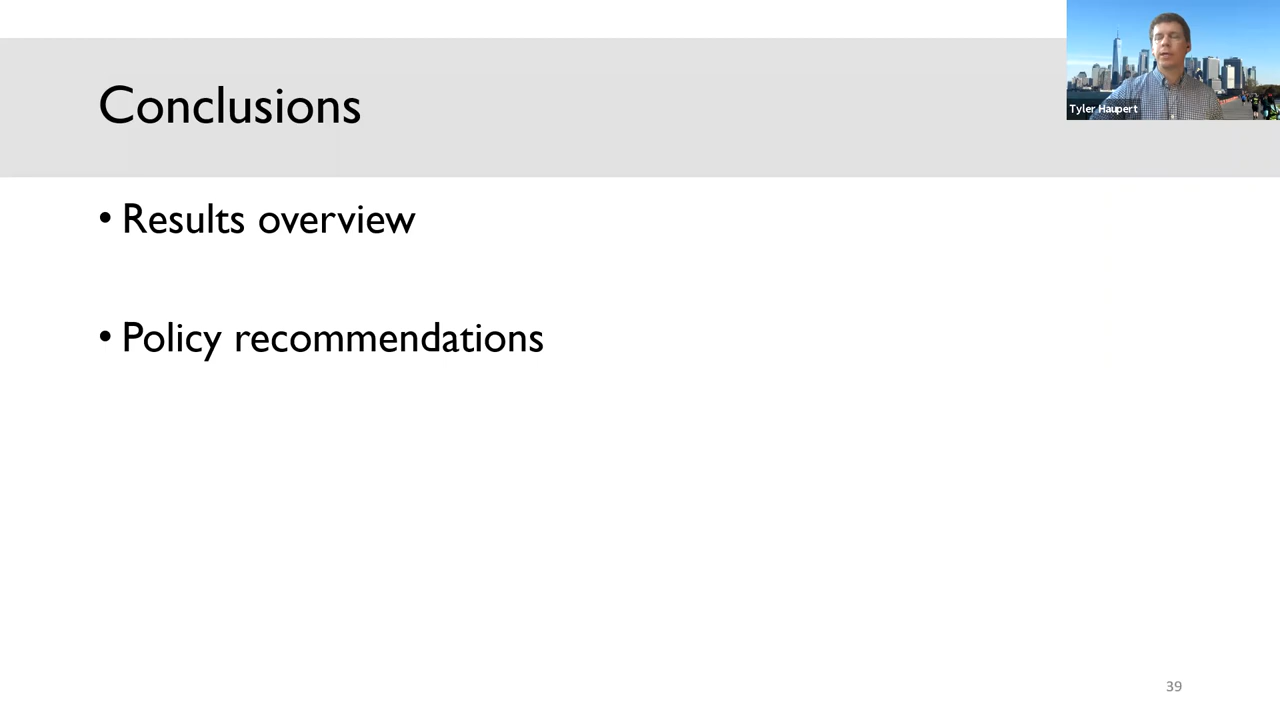 Conclusions
Tyler Haupert
• Results overview
• Policy recommendations
39